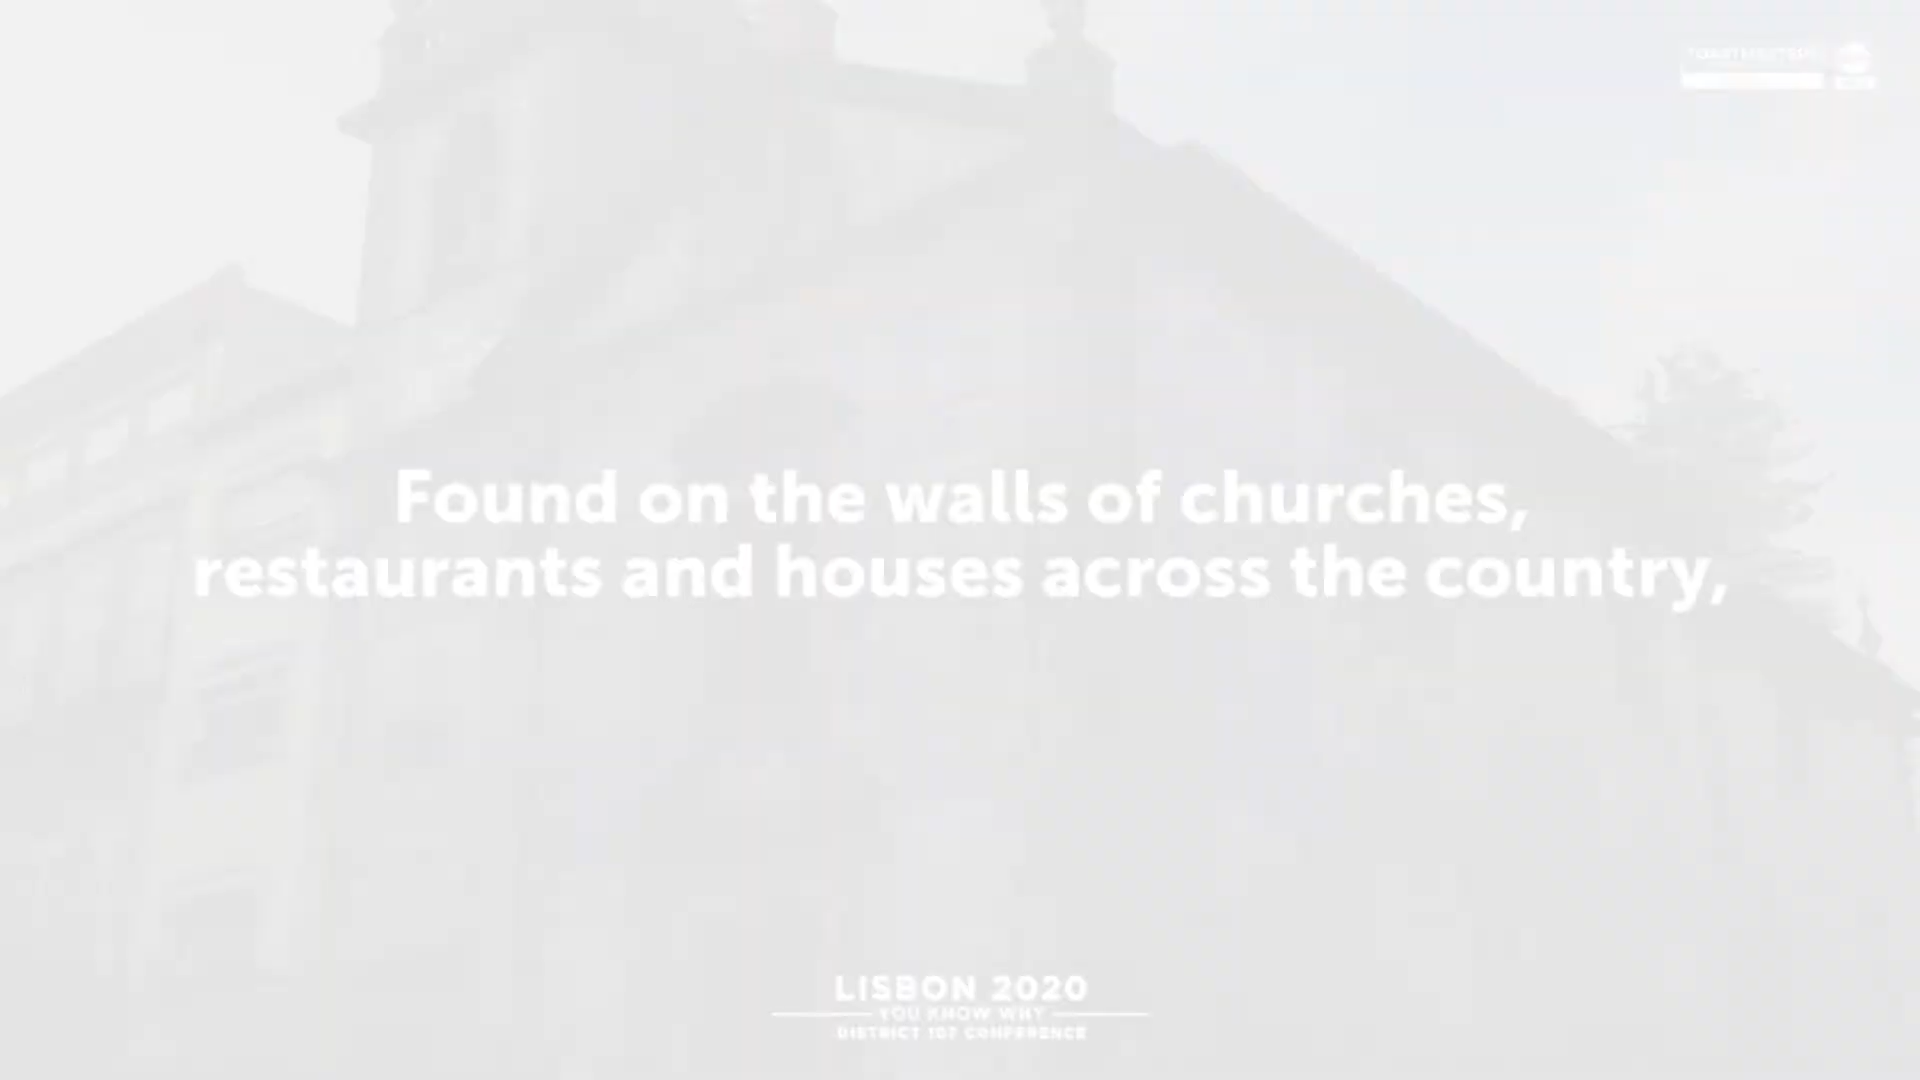 TOASTMASTERS
Found on the walls of churches,
restaurants and houses across the country,
LISBON 2020
YOU KNOW WHY
DISTRICT 107 CONFERENCE